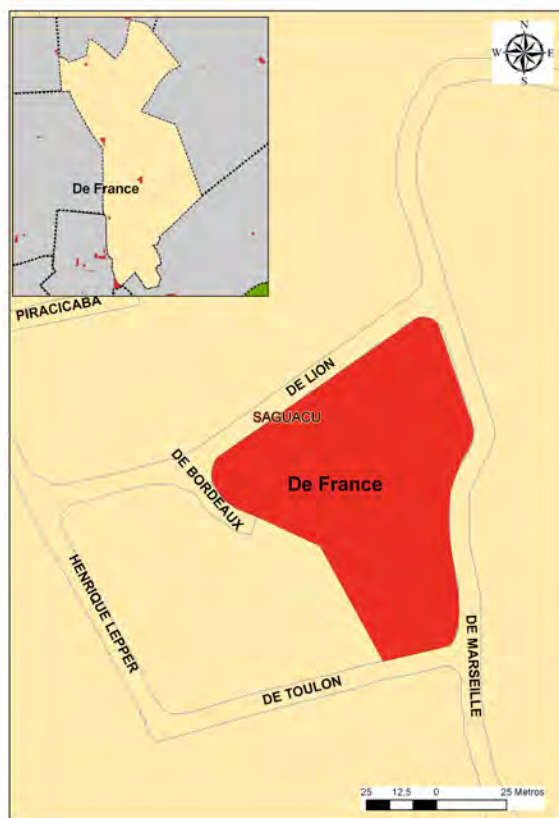 N
W E
S
De France
PIRACICABA
DE LION
SAGUACU
DE BORDEAUX
De France
HENRIQUE LEPPER
DE MARSEILLE
DE TOULON
25 12,5 0 25 Metros